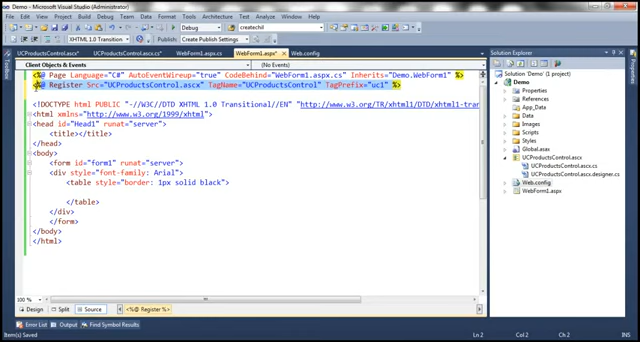 Demo - Microsoft Visual Studio (Administrator)
File Edit View Project Build Debug Team Data Tools Architecture Test Analyze Window Help
createchil
XHTML 1.0 Transition Create Publish Settings
UCProductsControl.ascx* UCProductsControl.ascx.cs* WebForm1.aspx.cs WebForm1.aspx* Web.config
Client Objects & Events (No Events)
<%@ Page Language="C#" AutoEventWireup="true" CodeBehind="WebForm1.aspx.cs" Inherits="Demo.WebForm1" %>
<%@ Register Src="UCProductsControl.ascx" TagName="UCProductsControl" TagPrefix="uc1" %>
<!DOCTYPE html PUBLIC "-//W3C//DTD XHTML 1.0 Transitional//EN" "http://www.w3.org/TR/xhtml1/DTD/xhtml1-tran
<html xmlns="http://www.w3.org/1999/xhtml">
<head id="Head1" runat="server">
<title></title>
</head>
<body>
<form id="form1" runat="server">
<div style="font-family: Arial">
<table style="border: 1px solid black">
</table>
</div>
</form>
</body>
</html>
100 %
Design Split Source <%@ Register %>
Error List Output Find Symbol Results
Item(s) Saved Ln 2 Col 2 Ch 2
Solution Explorer
Solution 'Demo' (1 project)
Demo
Properties
References
App_Data
Images
Scripts
Styles
Global.asax
UCProductsControl.ascx
UCProductsControl.ascx.cs
UCProductsControl.ascx.designer.cs
Web.config
WebForm1.aspx
Properties